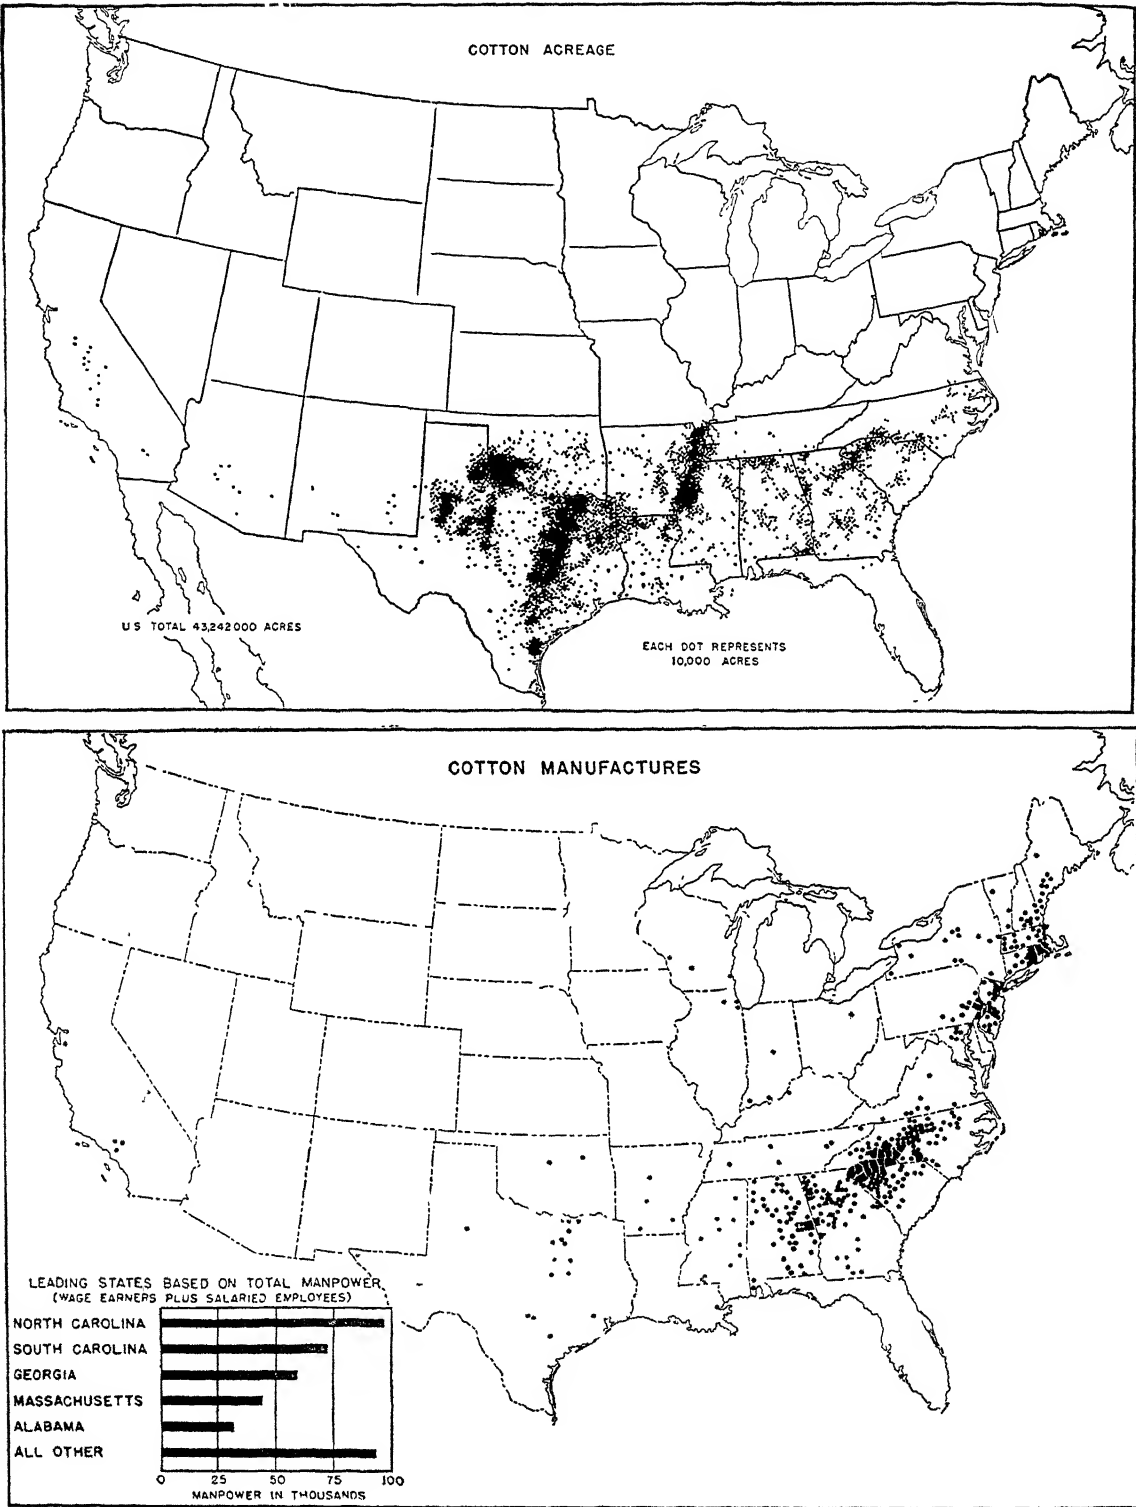 COTTON ACREAGE
US TOTAL 43,242000 ACRES
EACH DOT REPRESENTS
10,000 ACRES
COTTON MANUFACTURES
LEADING STATES BASED ON TOTAL MANPOWER
(WAGE EARNERS PLUS SALARIED EMPLOYEES)
NORTH CAROLINA
SOUTH CAROLINA
GEORGIA
MASSACHUSETTS
ALABAMA
ALL OTHER
0 25 50 75 100
MANPOWER IN THOUSANDS